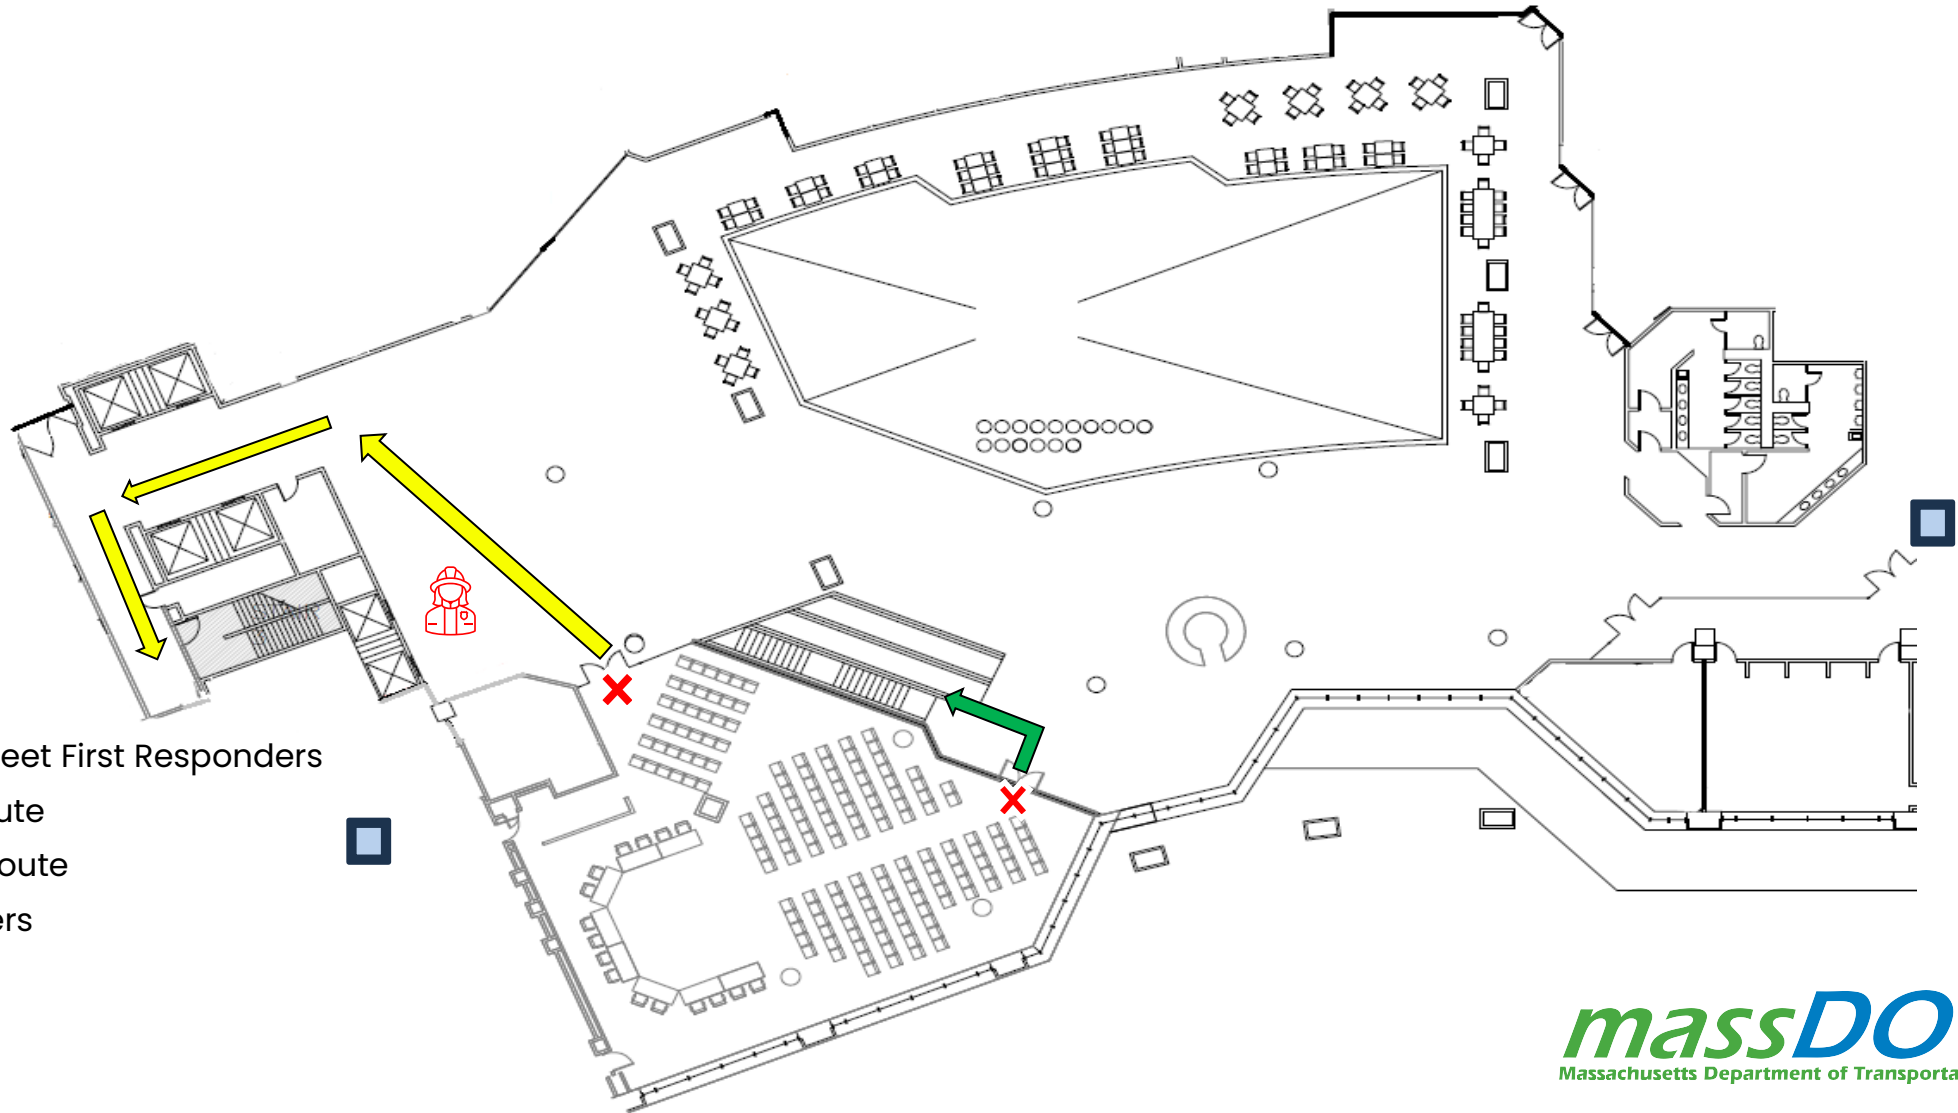 eet First Responders
ute
oute
ers
massDO
Massachusetts Department of Transporta